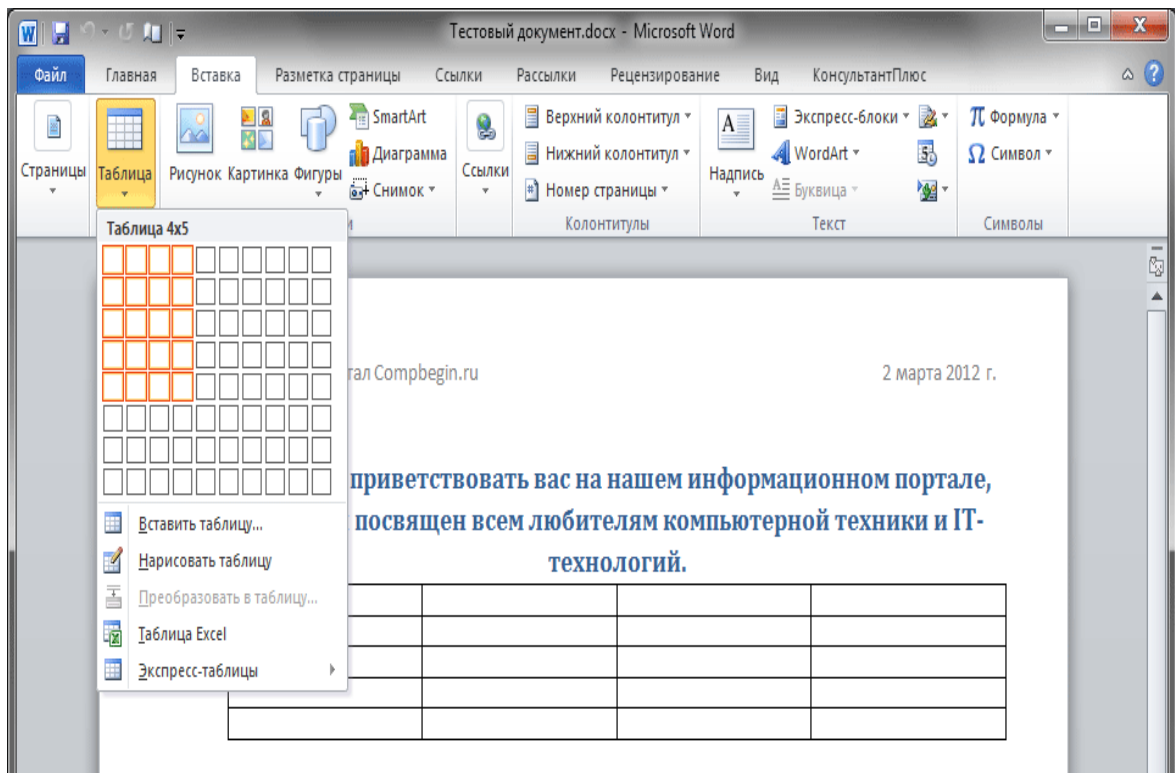 Тестовый документ.docx - Microsoft Word
Файл Главная Вставка Разметка страницы Ссылки Рассылки Рецензирование Вид КонсультантПлюс
Страницы
Таблица
Рисунок Картинка Фигуры
SmartArt
Диаграмма
Снимок
Ссылки
Верхний колонтитул
Нижний колонтитул
Номер страницы
Колонтитулы
Надпись
Экспресс-блоки
WordArt
Буквица
Текст
π Формула
Ω Символ
Символы
Таблица 4x5
Вставить таблицу...
Нарисовать таблицу
Преобразовать в таблицу...
Таблица Excel
Экспресс-таблицы
Compbegin.ru 2 марта 2012 г.
приветствовать вас на нашем информационном портале,
посвящен всем любителям компьютерной техники и IT-
технологий.